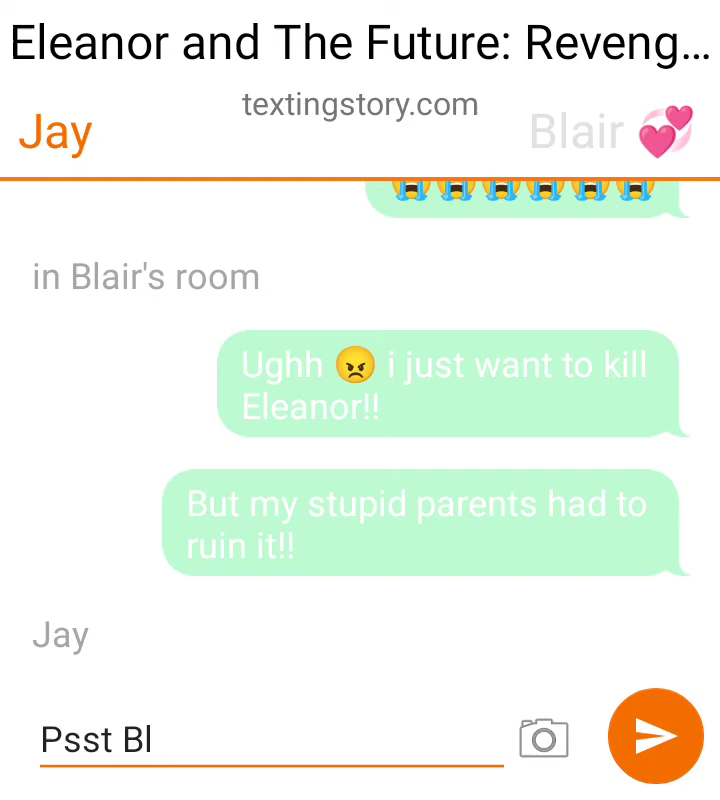 Eleanor and The Future: Reveng...
textingstory.com
Jay
Blair 💞
😭😭😭😭😭😭
in Blair's room
Ughh 😠 i just want to kill
Eleanor!!
But my stupid parents had to
ruin it!!
Jay
Psst Bl